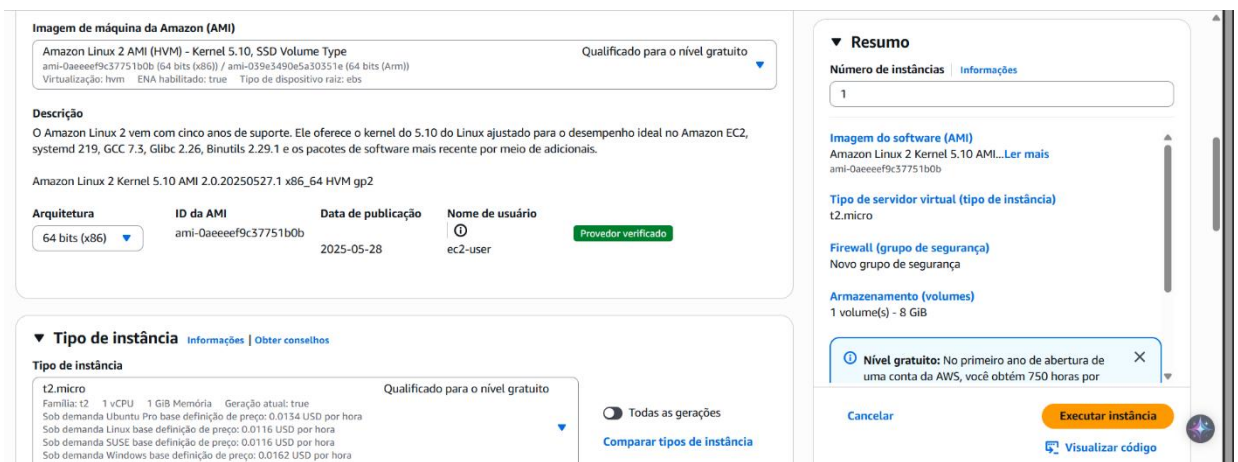 Imagem de máquina da Amazon (AMI)
Amazon Linux 2 AMI (HVM) - Kernel 5.10, SSD Volume Type
Qualificado para o nível gratuito
ami-0aeeeef9c37751b0b (64 bits (x86)) / ami-039e3490e5a30351e (64 bits (Arm))
Virtualização: hvm ENA habilitado: true Tipo de dispositivo raiz: ebs
Descrição
O Amazon Linux 2 vem com cinco anos de suporte. Ele oferece o kernel do 5.10 do Linux ajustado para o desempenho ideal no Amazon EC2,
systemd 219, GCC 7.3, Glibc 2.26, Binutils 2.29.1 e os pacotes de software mais recente por meio de adicionais.
Amazon Linux 2 Kernel 5.10 AMI 2.0.20250527.1 x86_64 HVM gp2
Arquitetura ID da AMI Data de publicação Nome de usuário
64 bits (x86) ami-0aeeeef9c37751b0b 2025-05-28 ec2-user Provedor verificado
Tipo de instância Informações | Obter conselhos
Tipo de instância
t2.micro Qualificado para o nível gratuito
Família: t2 1 vCPU 1 GiB Memória Geração atual: true
Sob demanda Ubuntu Pro base definição de preço: 0.0134 USD por hora
Sob demanda Linux base definição de preço: 0.0116 USD por hora
Sob demanda SUSE base definição de preço: 0.0116 USD por hora
Sob demanda Windows base definição de preço: 0.0162 USD por hora
Todas as gerações
Comparar tipos de instância
Resumo
Número de instâncias | Informações
1
Imagem do software (AMI)
Amazon Linux 2 Kernel 5.10 AMI...Ler mais
ami-0aeeeef9c37751b0b
Tipo de servidor virtual (tipo de instância)
t2.micro
Firewall (grupo de segurança)
Novo grupo de segurança
Armazenamento (volumes)
1 volume(s) - 8 GiB
Nível gratuito: No primeiro ano de abertura de
uma conta da AWS, você obtém 750 horas por
Cancelar
Executar instância
Visualizar código